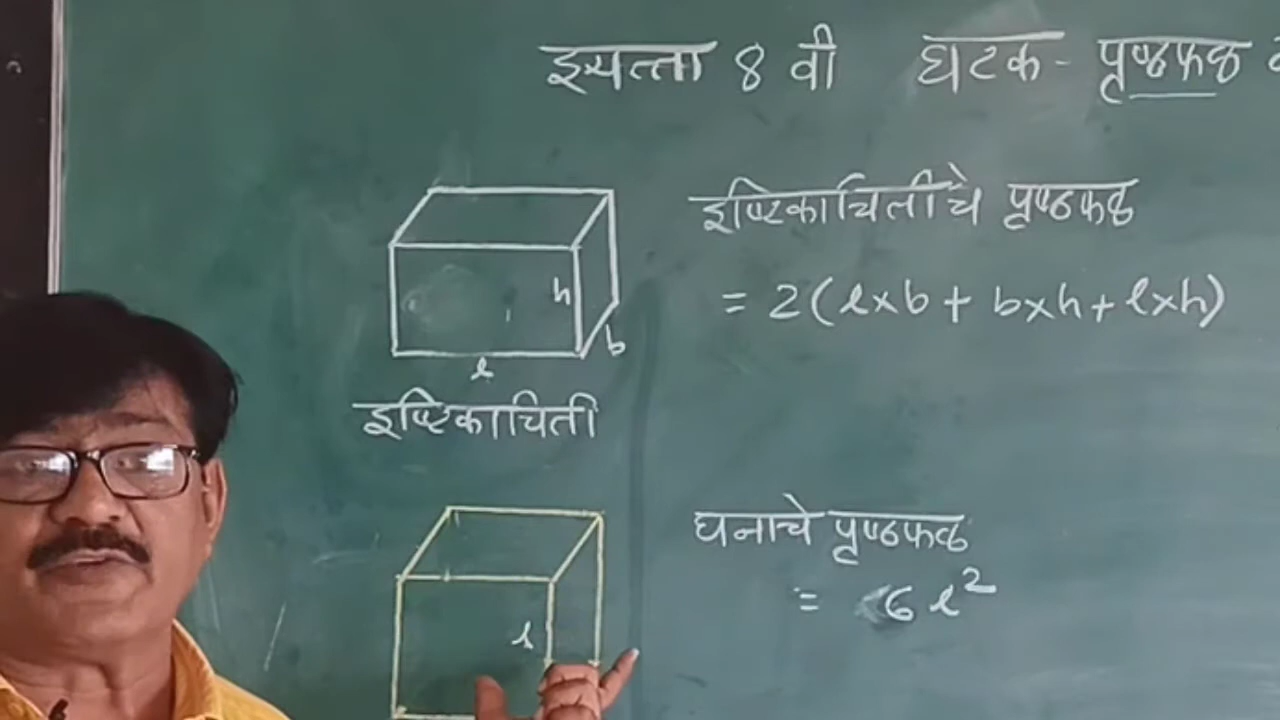 इयत्ता 8 वी घटक - पृष्ठफळ
इष्टिकाचितीचे पृष्ठफळ
= 2(l×b + b×h + l×h)
h
b
l
इष्टिकाचिती
घनाचे पृष्ठफळ
= 6l²
l